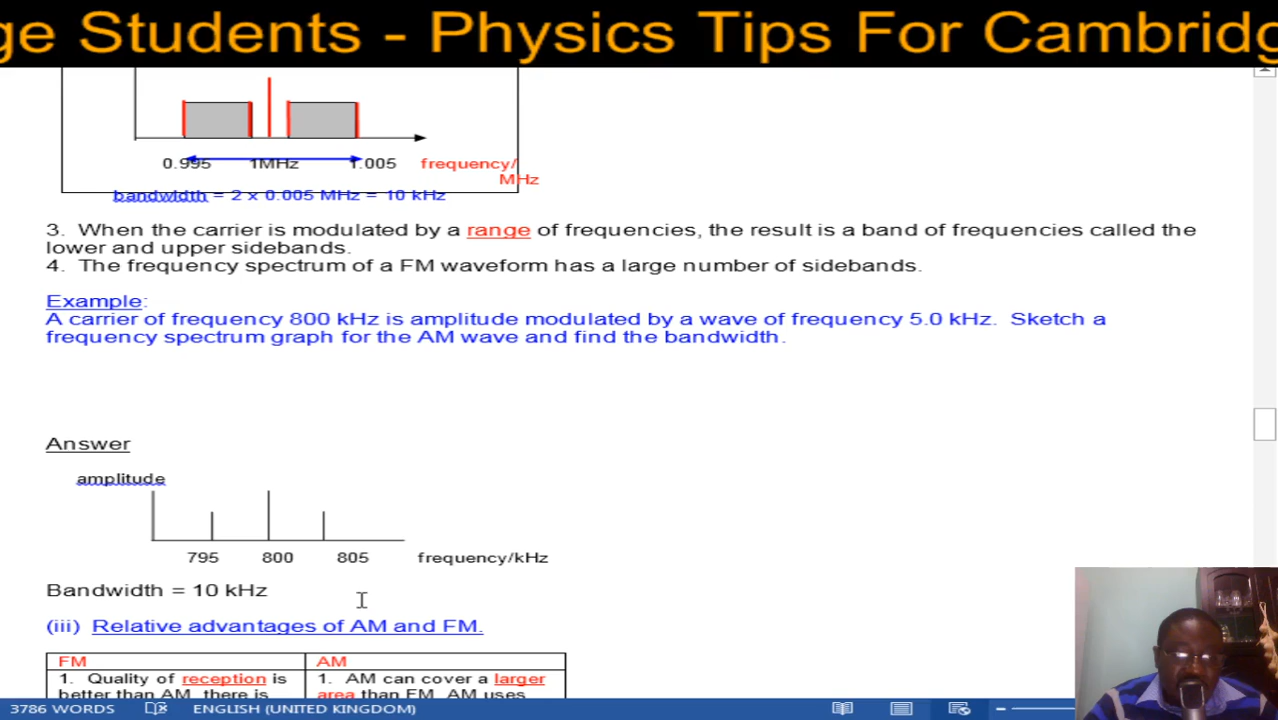 ge Students - Physics Tips For Cambridg
0.995 1MHz 1.005 frequency/
MHz
bandwidth = 2 x 0.005 MHz = 10 kHz
3. When the carrier is modulated by a range of frequencies, the result is a band of frequencies called the
lower and upper sidebands.
4. The frequency spectrum of a FM waveform has a large number of sidebands.
Example:
A carrier of frequency 800 kHz is amplitude modulated by a wave of frequency 5.0 kHz. Sketch a
frequency spectrum graph for the AM wave and find the bandwidth.
Answer
amplitude
795 800 805 frequency/kHz
Bandwidth = 10 kHz
(iii) Relative advantages of AM and FM.
FM AM
1. Quality of reception is 1. AM can cover a larger
better than AM, there is area than FM. AM uses
3786 WORDS ENGLISH (UNITED KINGDOM)